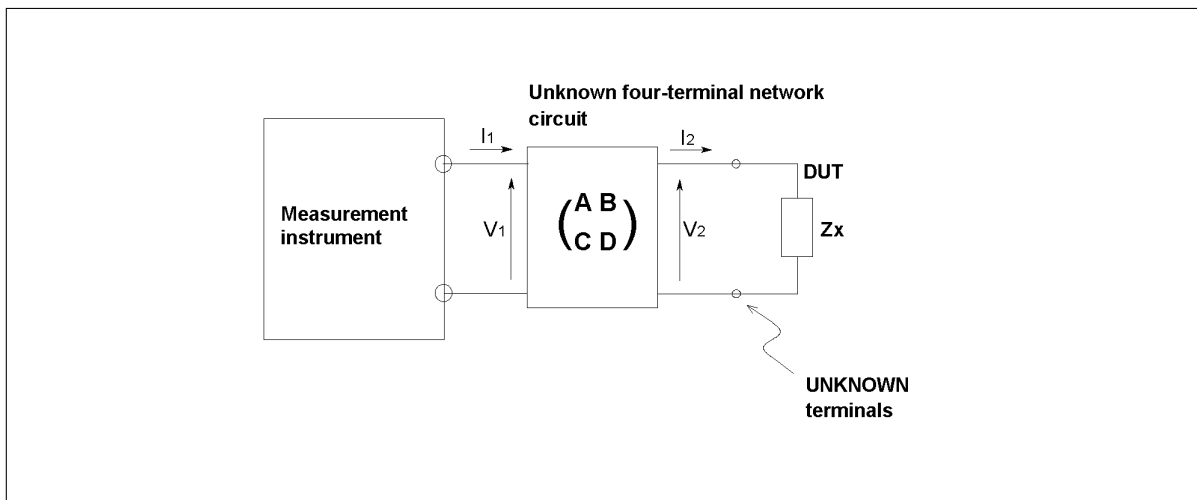 Unknown four-terminal network
circuit
I1
I2
DUT
Measurement
instrument
V1
A B
C D
V2
Zx
UNKNOWN
terminals